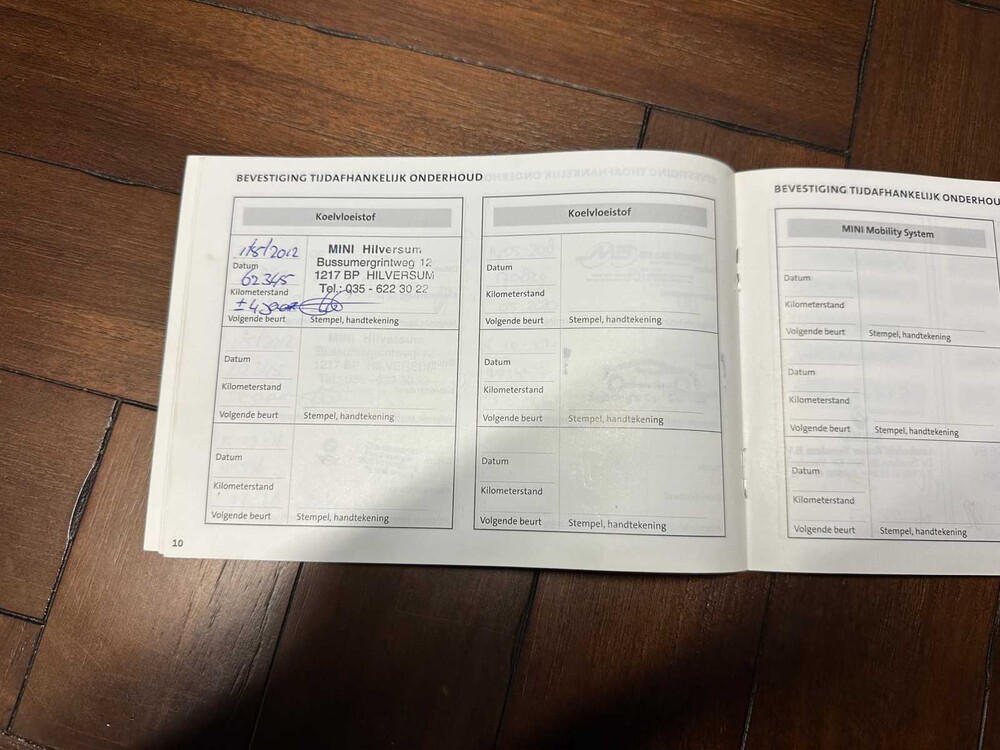 BEVESTIGING TIJDAFHANKELIJK ONDERHOUD
Koelvloeistof
1/5/2012
Datum
62345
Kilometerstand
± 4 jaar
Volgende beurt
MINI Hilversum
Bussumergrintweg 12
1217 BP HILVERSUM
Tel.: 035 - 622 30 22
Stempel, handtekening
Datum
Kilometerstand
Volgende beurt Stempel, handtekening
Datum
Kilometerstand
Volgende beurt Stempel, handtekening
10
Koelvloeistof
Datum
Kilometerstand
Volgende beurt Stempel, handtekening
Datum
Kilometerstand
Volgende beurt Stempel, handtekening
Datum
Kilometerstand
Volgende beurt Stempel, handtekening
BEVESTIGING TIJDAFHANKELIJK ONDERHOU
MINI Mobility System
Datum
Kilometerstand
Volgende beurt Stempel, handtekening
Datum
Kilometerstand
Volgende beurt Stempel, handtekening
Datum
Kilometerstand
Volgende beurt Stempel, handtekening